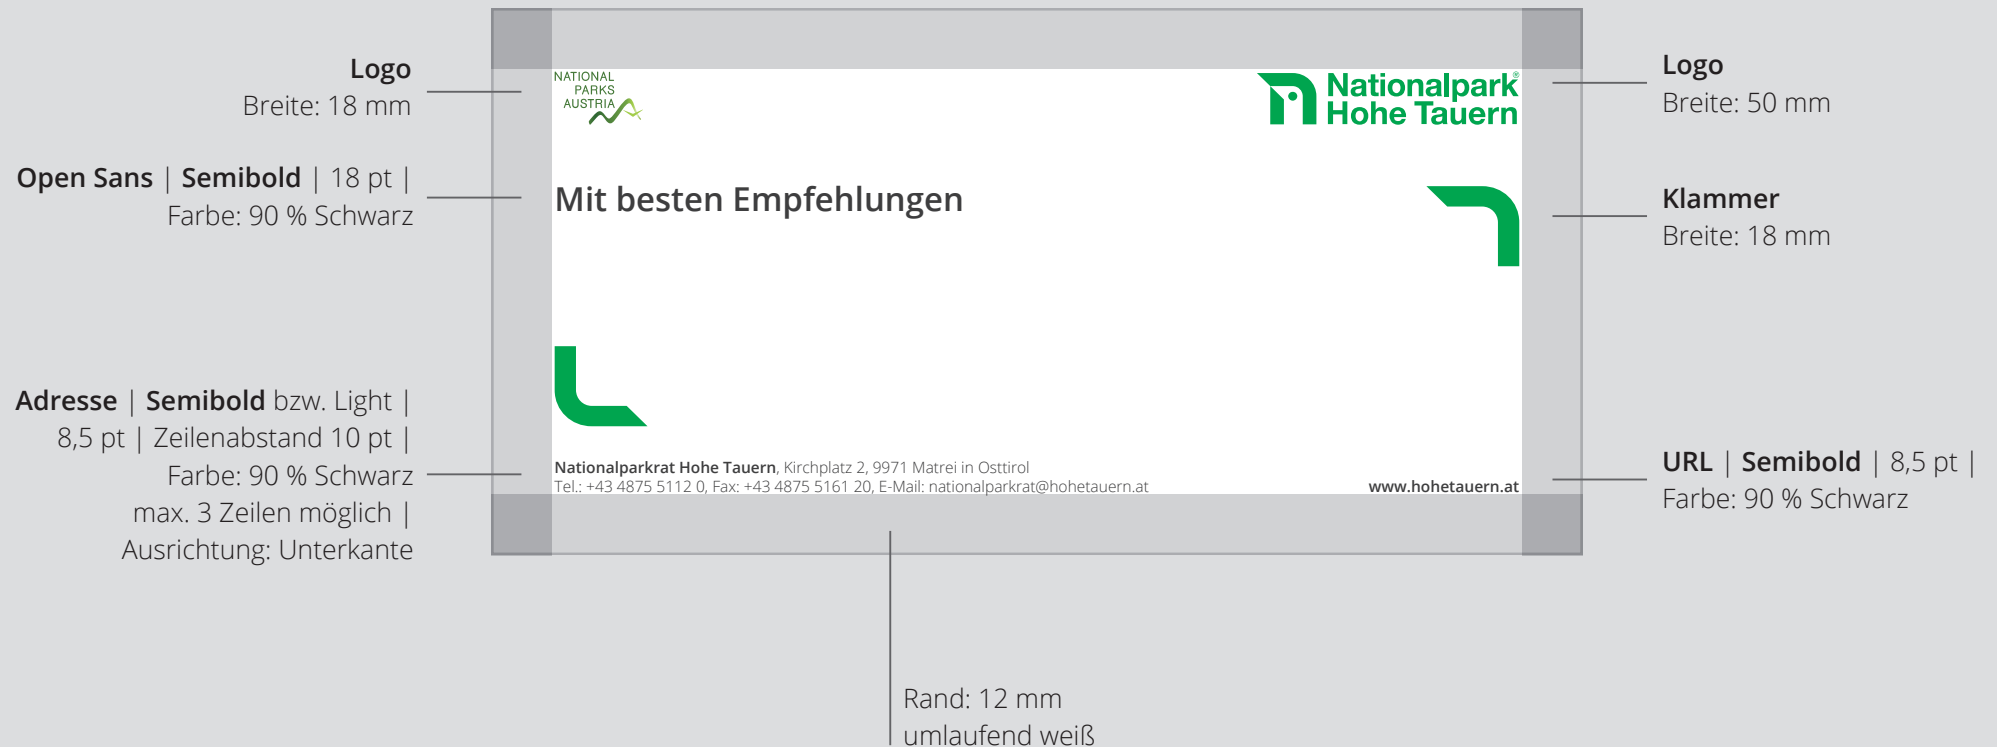 Logo
Breite: 18 mm
Open Sans | Semibold | 18 pt |
Farbe: 90 % Schwarz
Adresse | Semibold bzw. Light |
8,5 pt | Zeilenabstand 10 pt |
Farbe: 90 % Schwarz
max. 3 Zeilen möglich |
Ausrichtung: Unterkante
NATIONAL
PARKS
AUSTRIA
Nationalpark®
Hohe Tauern
Mit besten Empfehlungen
Nationalparkrat Hohe Tauern, Kirchplatz 2, 9971 Matrei in Osttirol
Tel.: +43 4875 5112 0, Fax: +43 4875 5161 20, E-Mail: nationalparkrat@hohetauern.at
www.hohetauern.at
Logo
Breite: 50 mm
Klammer
Breite: 18 mm
URL | Semibold | 8,5 pt |
Farbe: 90 % Schwarz
Rand: 12 mm
umlaufend weiß